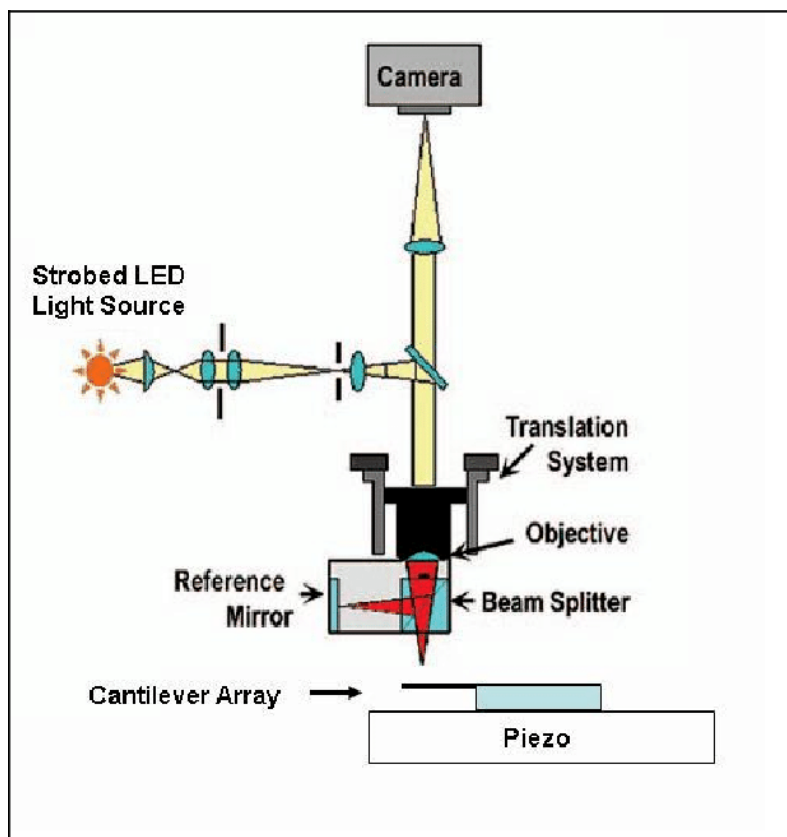 Camera
Strobed LED
Light Source
Translation
System
Objective
Reference
Mirror
Beam Splitter
Cantilever Array
Piezo